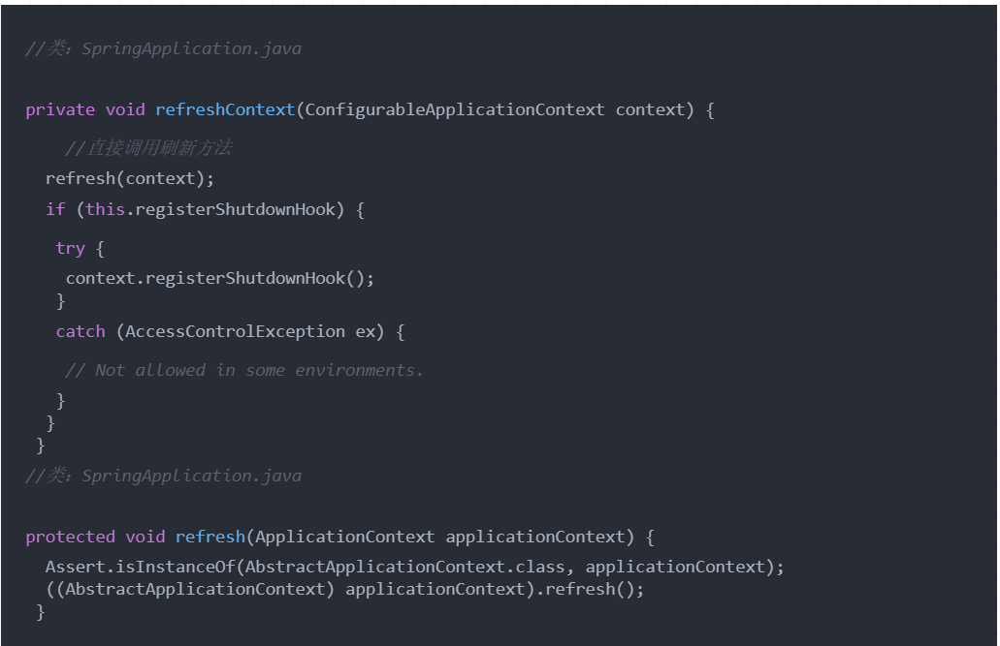 //类：SpringApplication.java
private void refreshContext(ConfigurableApplicationContext context) {
//直接调用刷新方法
refresh(context);
if (this.registerShutdownHook) {
try {
context.registerShutdownHook();
}
catch (AccessControlException ex) {
// Not allowed in some environments.
}
}
}
//类：SpringApplication.java
protected void refresh(ApplicationContext applicationContext) {
Assert.isInstanceOf(AbstractApplicationContext.class, applicationContext);
((AbstractApplicationContext) applicationContext).refresh();
}